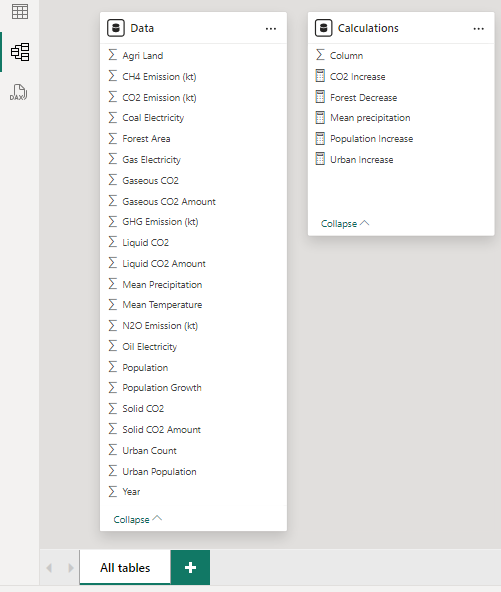 Data
...
Agri Land
CH4 Emission (kt)
CO2 Emission (kt)
Coal Electricity
Forest Area
Gas Electricity
Gaseous CO2
Gaseous CO2 Amount
GHG Emission (kt)
Liquid CO2
Liquid CO2 Amount
Mean Precipitation
Mean Temperature
N2O Emission (kt)
Oil Electricity
Population
Population Growth
Solid CO2
Solid CO2 Amount
Urban Count
Urban Population
Year
Collapse
Calculations
...
Column
CO2 Increase
Forest Decrease
Mean precipitation
Population Increase
Urban Increase
Collapse
DAX
All tables
+